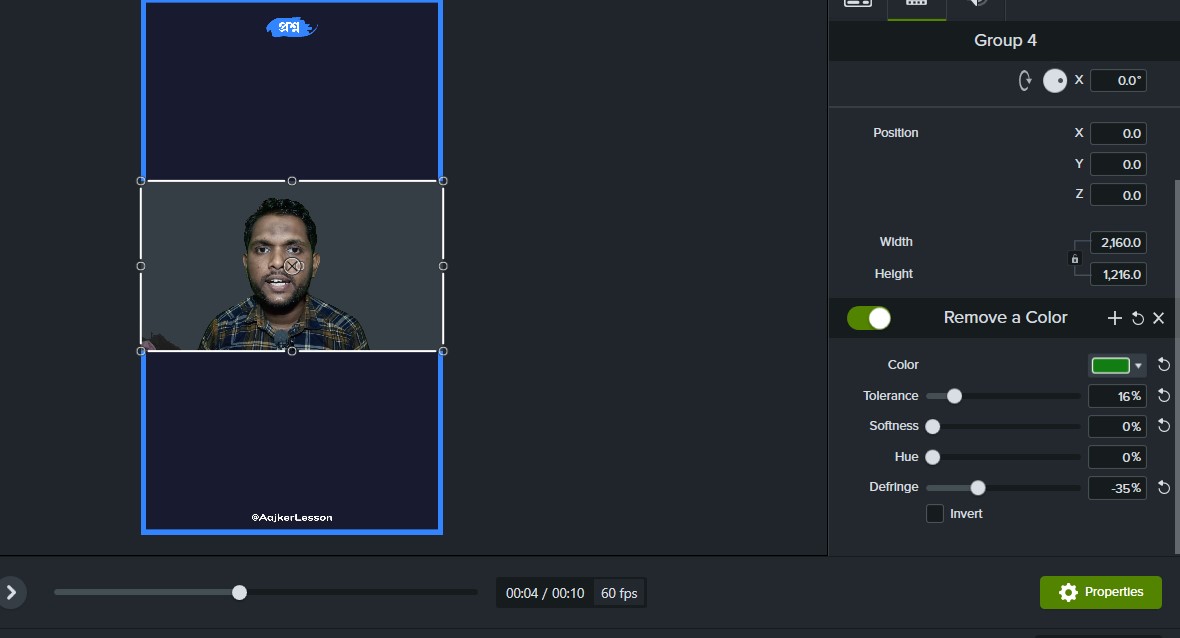 প্রশ্ন
@AajkerLesson
Group 4
X 0.0°
Position X 0.0
Y 0.0
Z 0.0
Width 2,160.0
Height 1,216.0
Remove a Color
Color
Tolerance 16%
Softness 0%
Hue 0%
Defringe -35%
Invert
00:04 / 00:10 60 fps
Properties